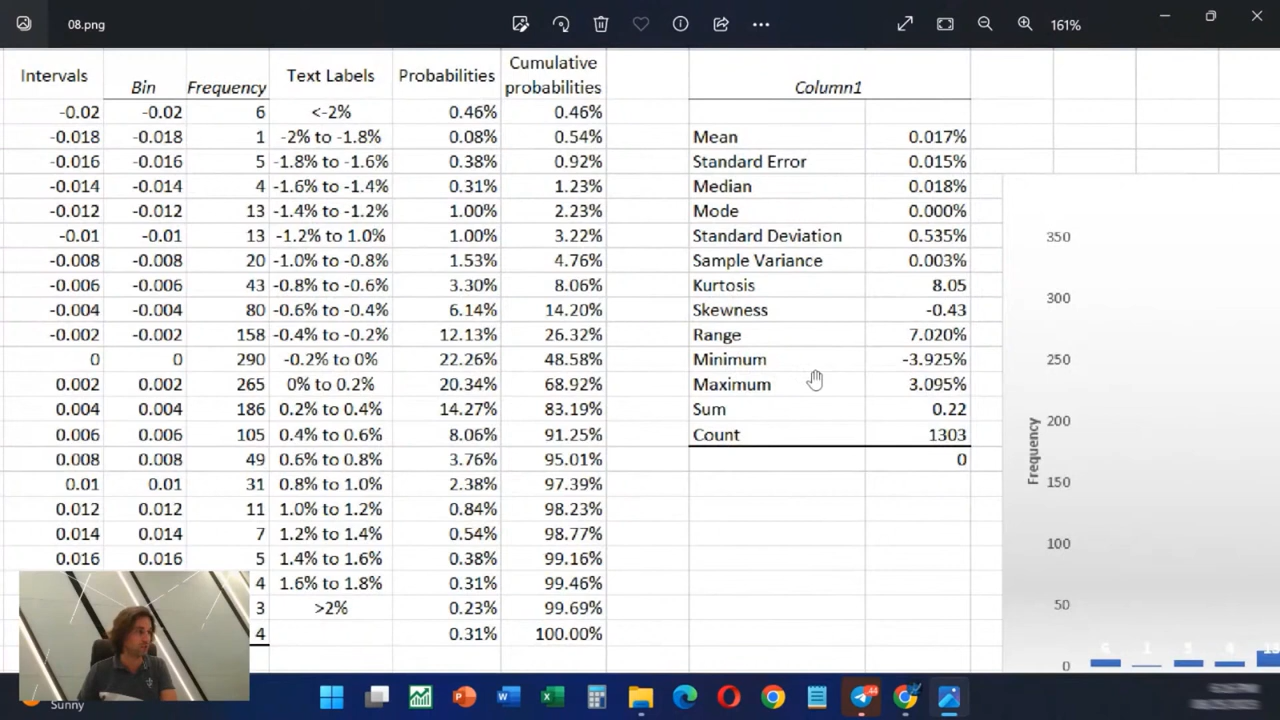 08.png
161%
Intervals Bin Frequency Text Labels Probabilities Cumulative probabilities
-0.02 -0.02 6 <-2% 0.46% 0.46%
-0.018 -0.018 1 -2% to -1.8% 0.08% 0.54%
-0.016 -0.016 5 -1.8% to -1.6% 0.38% 0.92%
-0.014 -0.014 4 -1.6% to -1.4% 0.31% 1.23%
-0.012 -0.012 13 -1.4% to -1.2% 1.00% 2.23%
-0.01 -0.01 13 -1.2% to 1.0% 1.00% 3.22%
-0.008 -0.008 20 -1.0% to -0.8% 1.53% 4.76%
-0.006 -0.006 43 -0.8% to -0.6% 3.30% 8.06%
-0.004 -0.004 80 -0.6% to -0.4% 6.14% 14.20%
-0.002 -0.002 158 -0.4% to -0.2% 12.13% 26.32%
0 0 290 -0.2% to 0% 22.26% 48.58%
0.002 0.002 265 0% to 0.2% 20.34% 68.92%
0.004 0.004 186 0.2% to 0.4% 14.27% 83.19%
0.006 0.006 105 0.4% to 0.6% 8.06% 91.25%
0.008 0.008 49 0.6% to 0.8% 3.76% 95.01%
0.01 0.01 31 0.8% to 1.0% 2.38% 97.39%
0.012 0.012 11 1.0% to 1.2% 0.84% 98.23%
0.014 0.014 7 1.2% to 1.4% 0.54% 98.77%
0.016 0.016 5 1.4% to 1.6% 0.38% 99.16%
4 1.6% to 1.8% 0.31% 99.46%
3 >2% 0.23% 99.69%
4 0.31% 100.00%
Column1
Mean 0.017%
Standard Error 0.015%
Median 0.018%
Mode 0.000%
Standard Deviation 0.535%
Sample Variance 0.003%
Kurtosis 8.05
Skewness -0.43
Range 7.020%
Minimum -3.925%
Maximum 3.095%
Sum 0.22
Count 1303
0
Frequency
350
300
250
200
150
100
50
0
6 1 5 4 13
Sunny
44